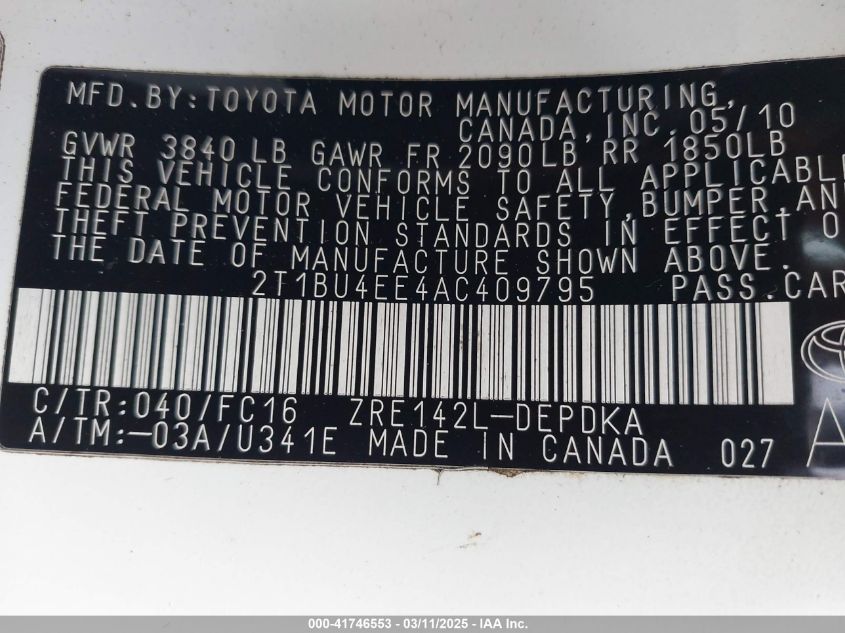 MFD.BY:TOYOTA MOTOR MANUFACTURING,
CANADA, INC. 05/10
GVWR 3840 LB GAWR FR 2090LB, RR 1850LB
THIS VEHICLE CONFORMS TO ALL APPLICABLE
FEDERAL MOTOR VEHICLE SAFETY, BUMPER, AN
THEFT PREVENTION STANDARDS IN EFFECT O
THE DATE OF MANUFACTURE SHOWN ABOVE.
2T1BU4EE4AC409795 PASS.CAR
C/TR:040/FC16 ZRE142L-DEPDKA
A/TM:-03A/U341E MADE IN CANADA 027
A
000-41746553 — 03/11/2025 — IAA Inc.